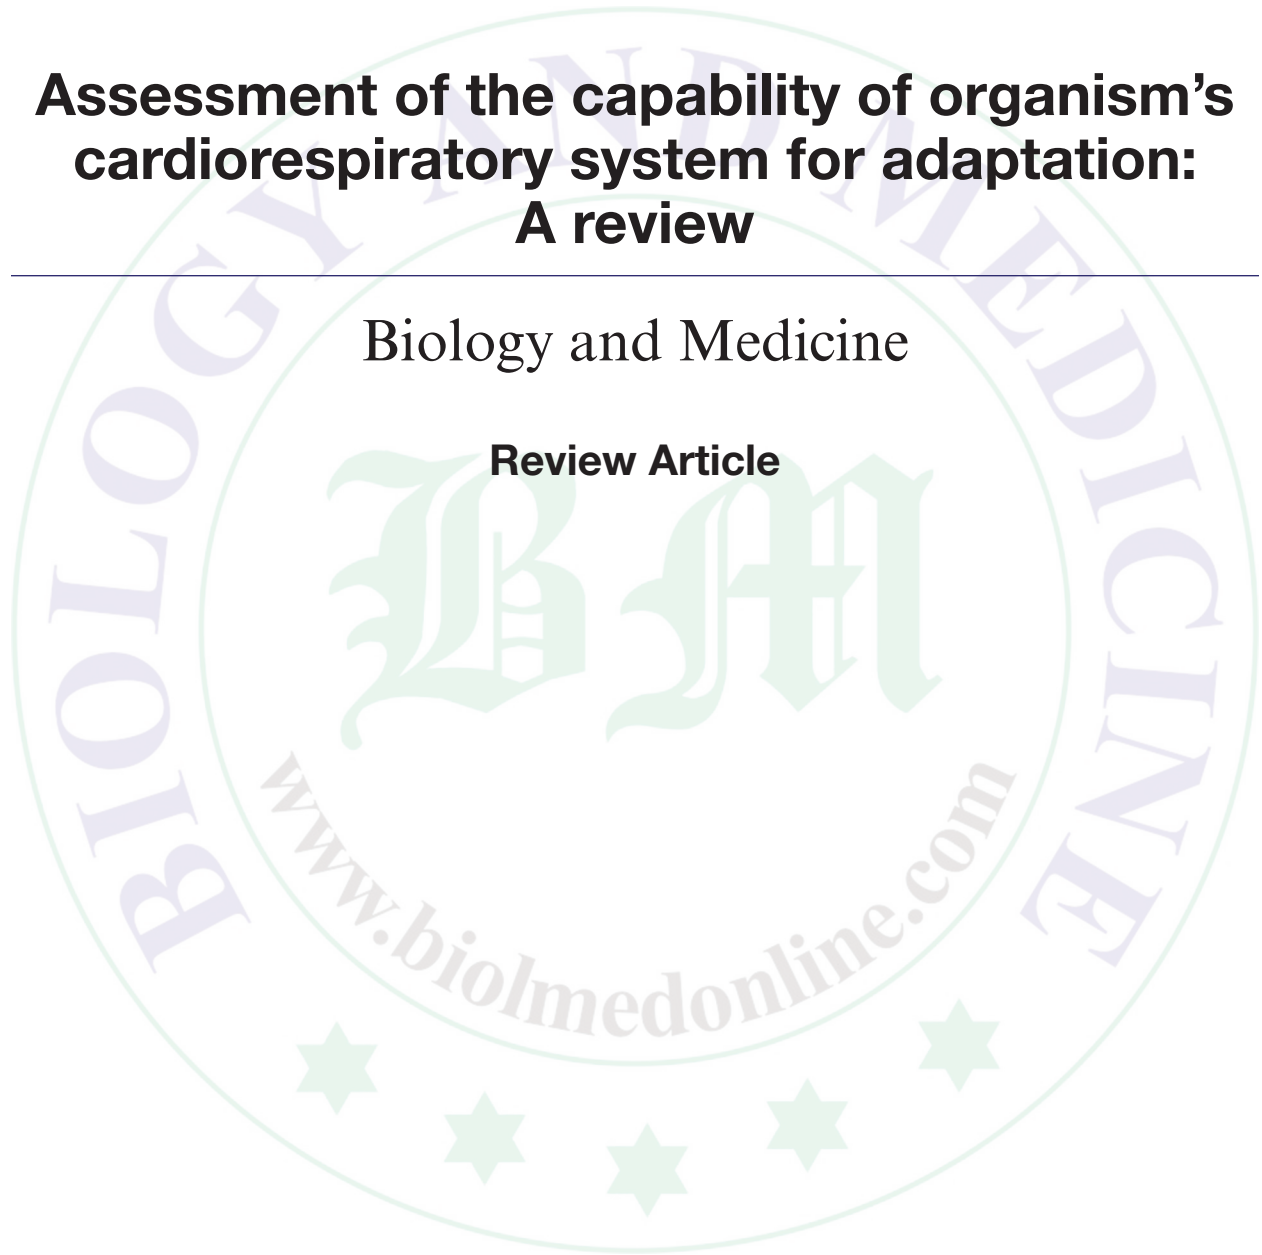 Assessment of the capability of organism’s
cardiorespiratory system for adaptation:
A review
Biology and Medicine
Review Article
BIOLOGY AND MEDICINE
BM
www.biolmedonline.com